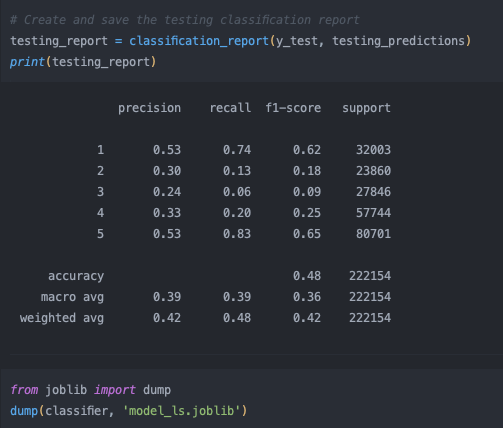 # Create and save the testing classification report
testing_report = classification_report(y_test, testing_predictions)
print(testing_report)
precision recall f1-score support
1 0.53 0.74 0.62 32003
2 0.30 0.13 0.18 23860
3 0.24 0.06 0.09 27846
4 0.33 0.20 0.25 57744
5 0.53 0.83 0.65 80701
accuracy 0.48 222154
macro avg 0.39 0.39 0.36 222154
weighted avg 0.42 0.48 0.42 222154
from joblib import dump
dump(classifier, 'model_ls.joblib')